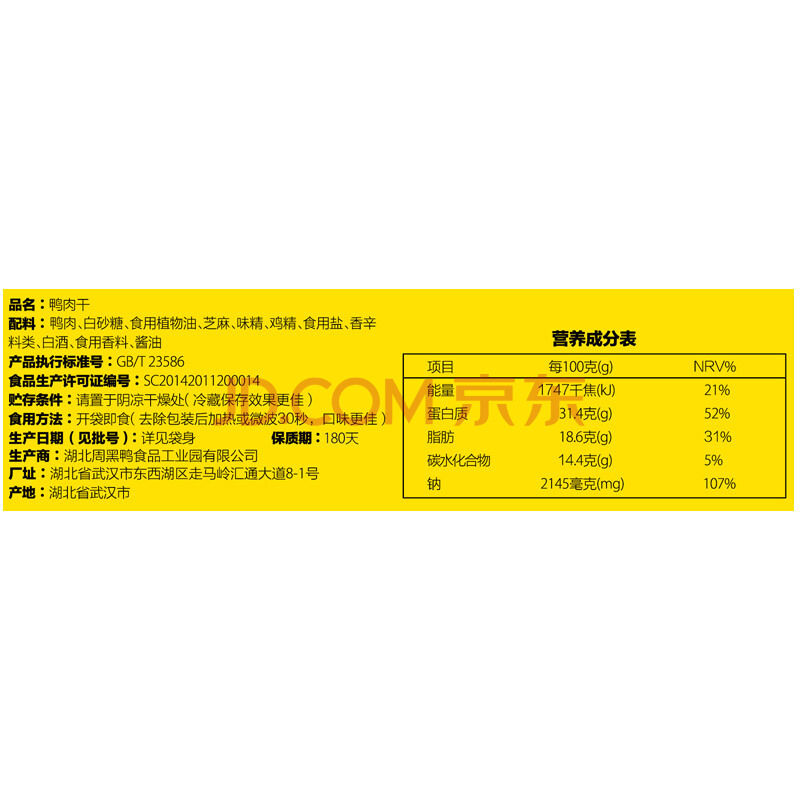 品名：鸭肉干
配料：鸭肉、白砂糖、食用植物油、芝麻、味精、鸡精、食用盐、香辛
料类、白酒、食用香料、酱油
产品执行标准号：GB/T 23586
食品生产许可证编号：SC20142011200014
贮存条件：请置于阴凉干燥处( 冷藏保存效果更佳 )
食用方法：开袋即食( 去除包装后加热或微波30秒，口味更佳 )
生产日期（见批号）：详见袋身 保质期：180天
生产商：湖北周黑鸭食品工业园有限公司
厂址：湖北省武汉市东西湖区走马岭汇通大道8-1号
产地：湖北省武汉市
营养成分表
项目 每100克(g) NRV%
能量 1747千焦(kJ) 21%
蛋白质 31.4克(g) 52%
脂肪 18.6克(g) 31%
碳水化合物 14.4克(g) 5%
钠 2145毫克(mg) 107%
JD.COM 京东